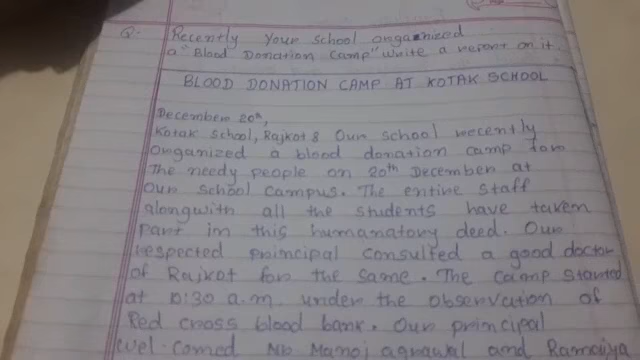 Q. Recently Your School organized
a "Blood Donation Camp" write a report on it.
BLOOD DONATION CAMP AT KOTAK SCHOOL
December 20th,
Kotak School, Rajkot : Our school recently
organized a blood donation camp for
the needy people on 20th December at
our school campus. The entire staff
alongwith all the students have taken
part in this humanatory deed. Our
respected principal consulted a good doctor
of Rajkot for the same. The camp started
at 10:30 a.m. under the observation of
Red cross blood bank. Our principal
wel-comed Mr Manoj agrawal and Ramaiya